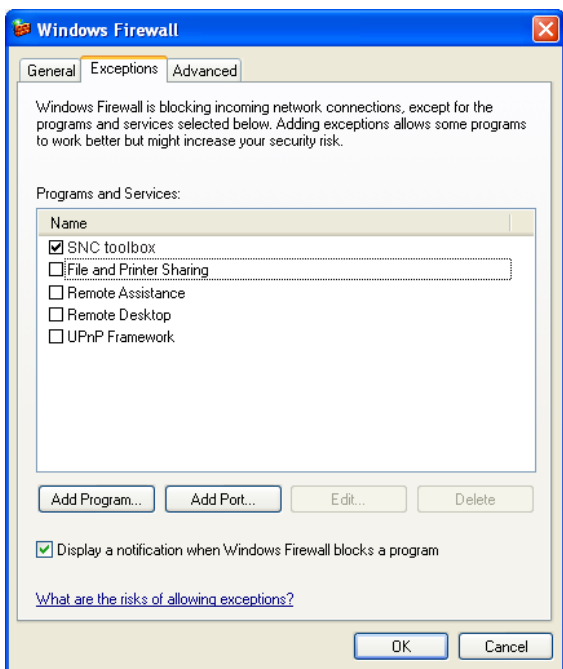 Windows Firewall
General Exceptions Advanced
Windows Firewall is blocking incoming network connections, except for the
programs and services selected below. Adding exceptions allows some programs
to work better but might increase your security risk.
Programs and Services:
Name
SNC toolbox
File and Printer Sharing
Remote Assistance
Remote Desktop
UPnP Framework
Add Program... Add Port... Edit... Delete
Display a notification when Windows Firewall blocks a program
What are the risks of allowing exceptions?
OK Cancel